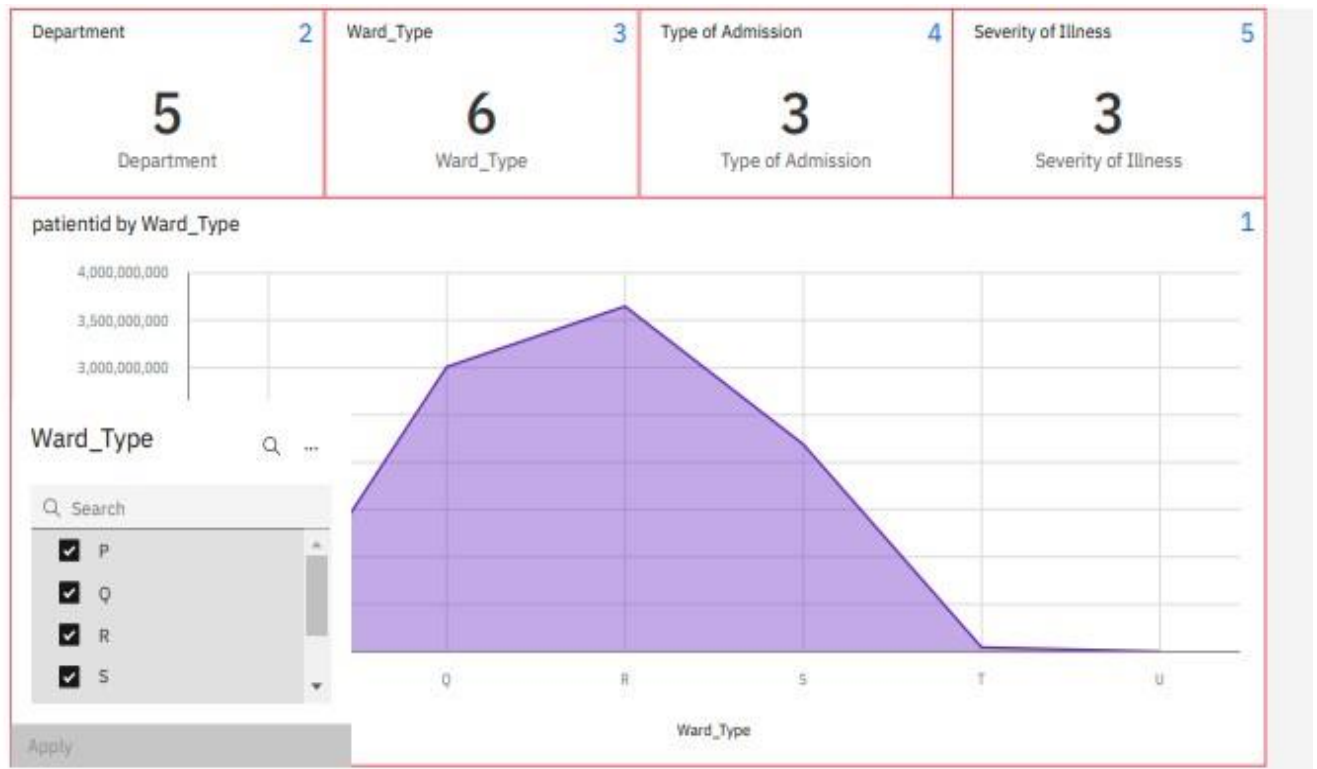 Department 2 Ward_Type 3 Type of Admission 4 Severity of Illness 5
5 6 3 3
Department Ward_Type Type of Admission Severity of Illness
patientid by Ward_Type 1
4,000,000,000
3,500,000,000
3,000,000,000
Ward_Type ...
Search
P
Q
R
S
Q R S T U
Ward_Type
Apply